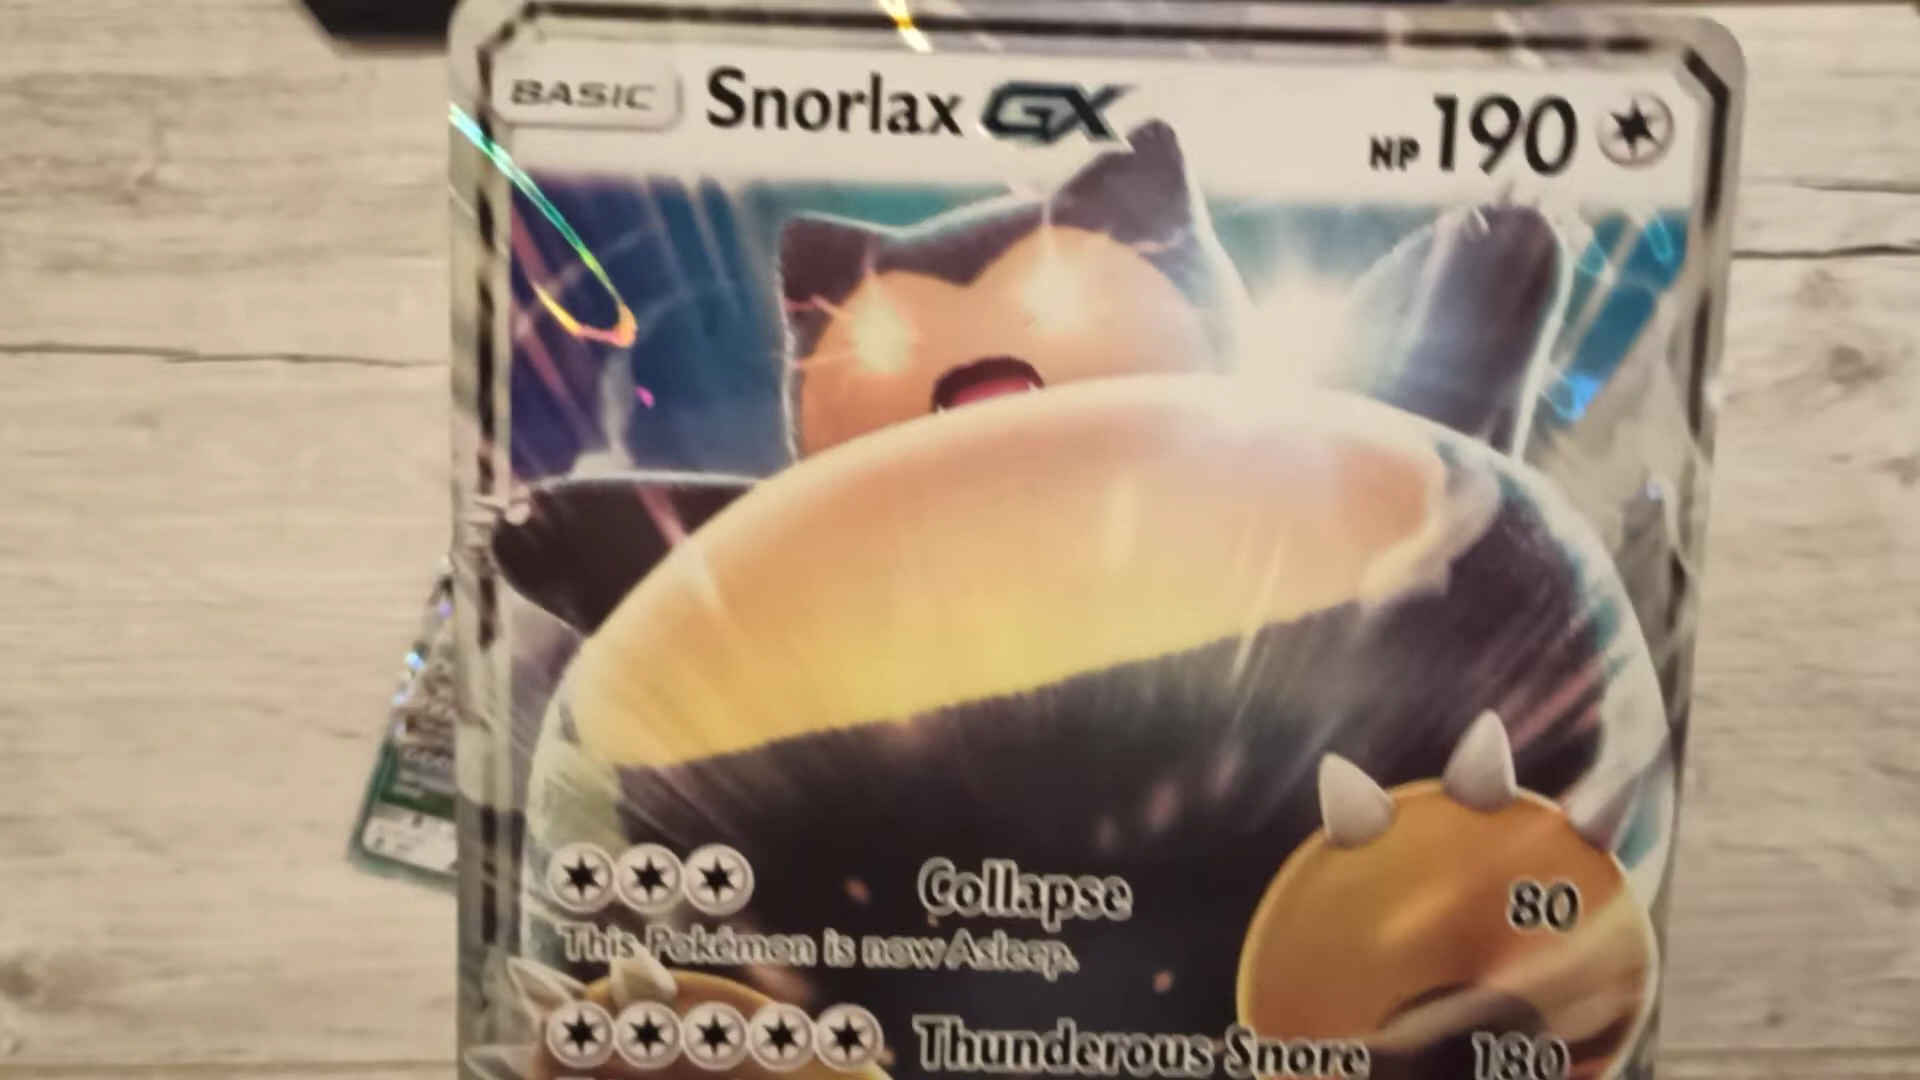 BASIC Snorlax GX NP 190
Collapse 80
This Pokémon is now Asleep.
Thunderous Snore 180